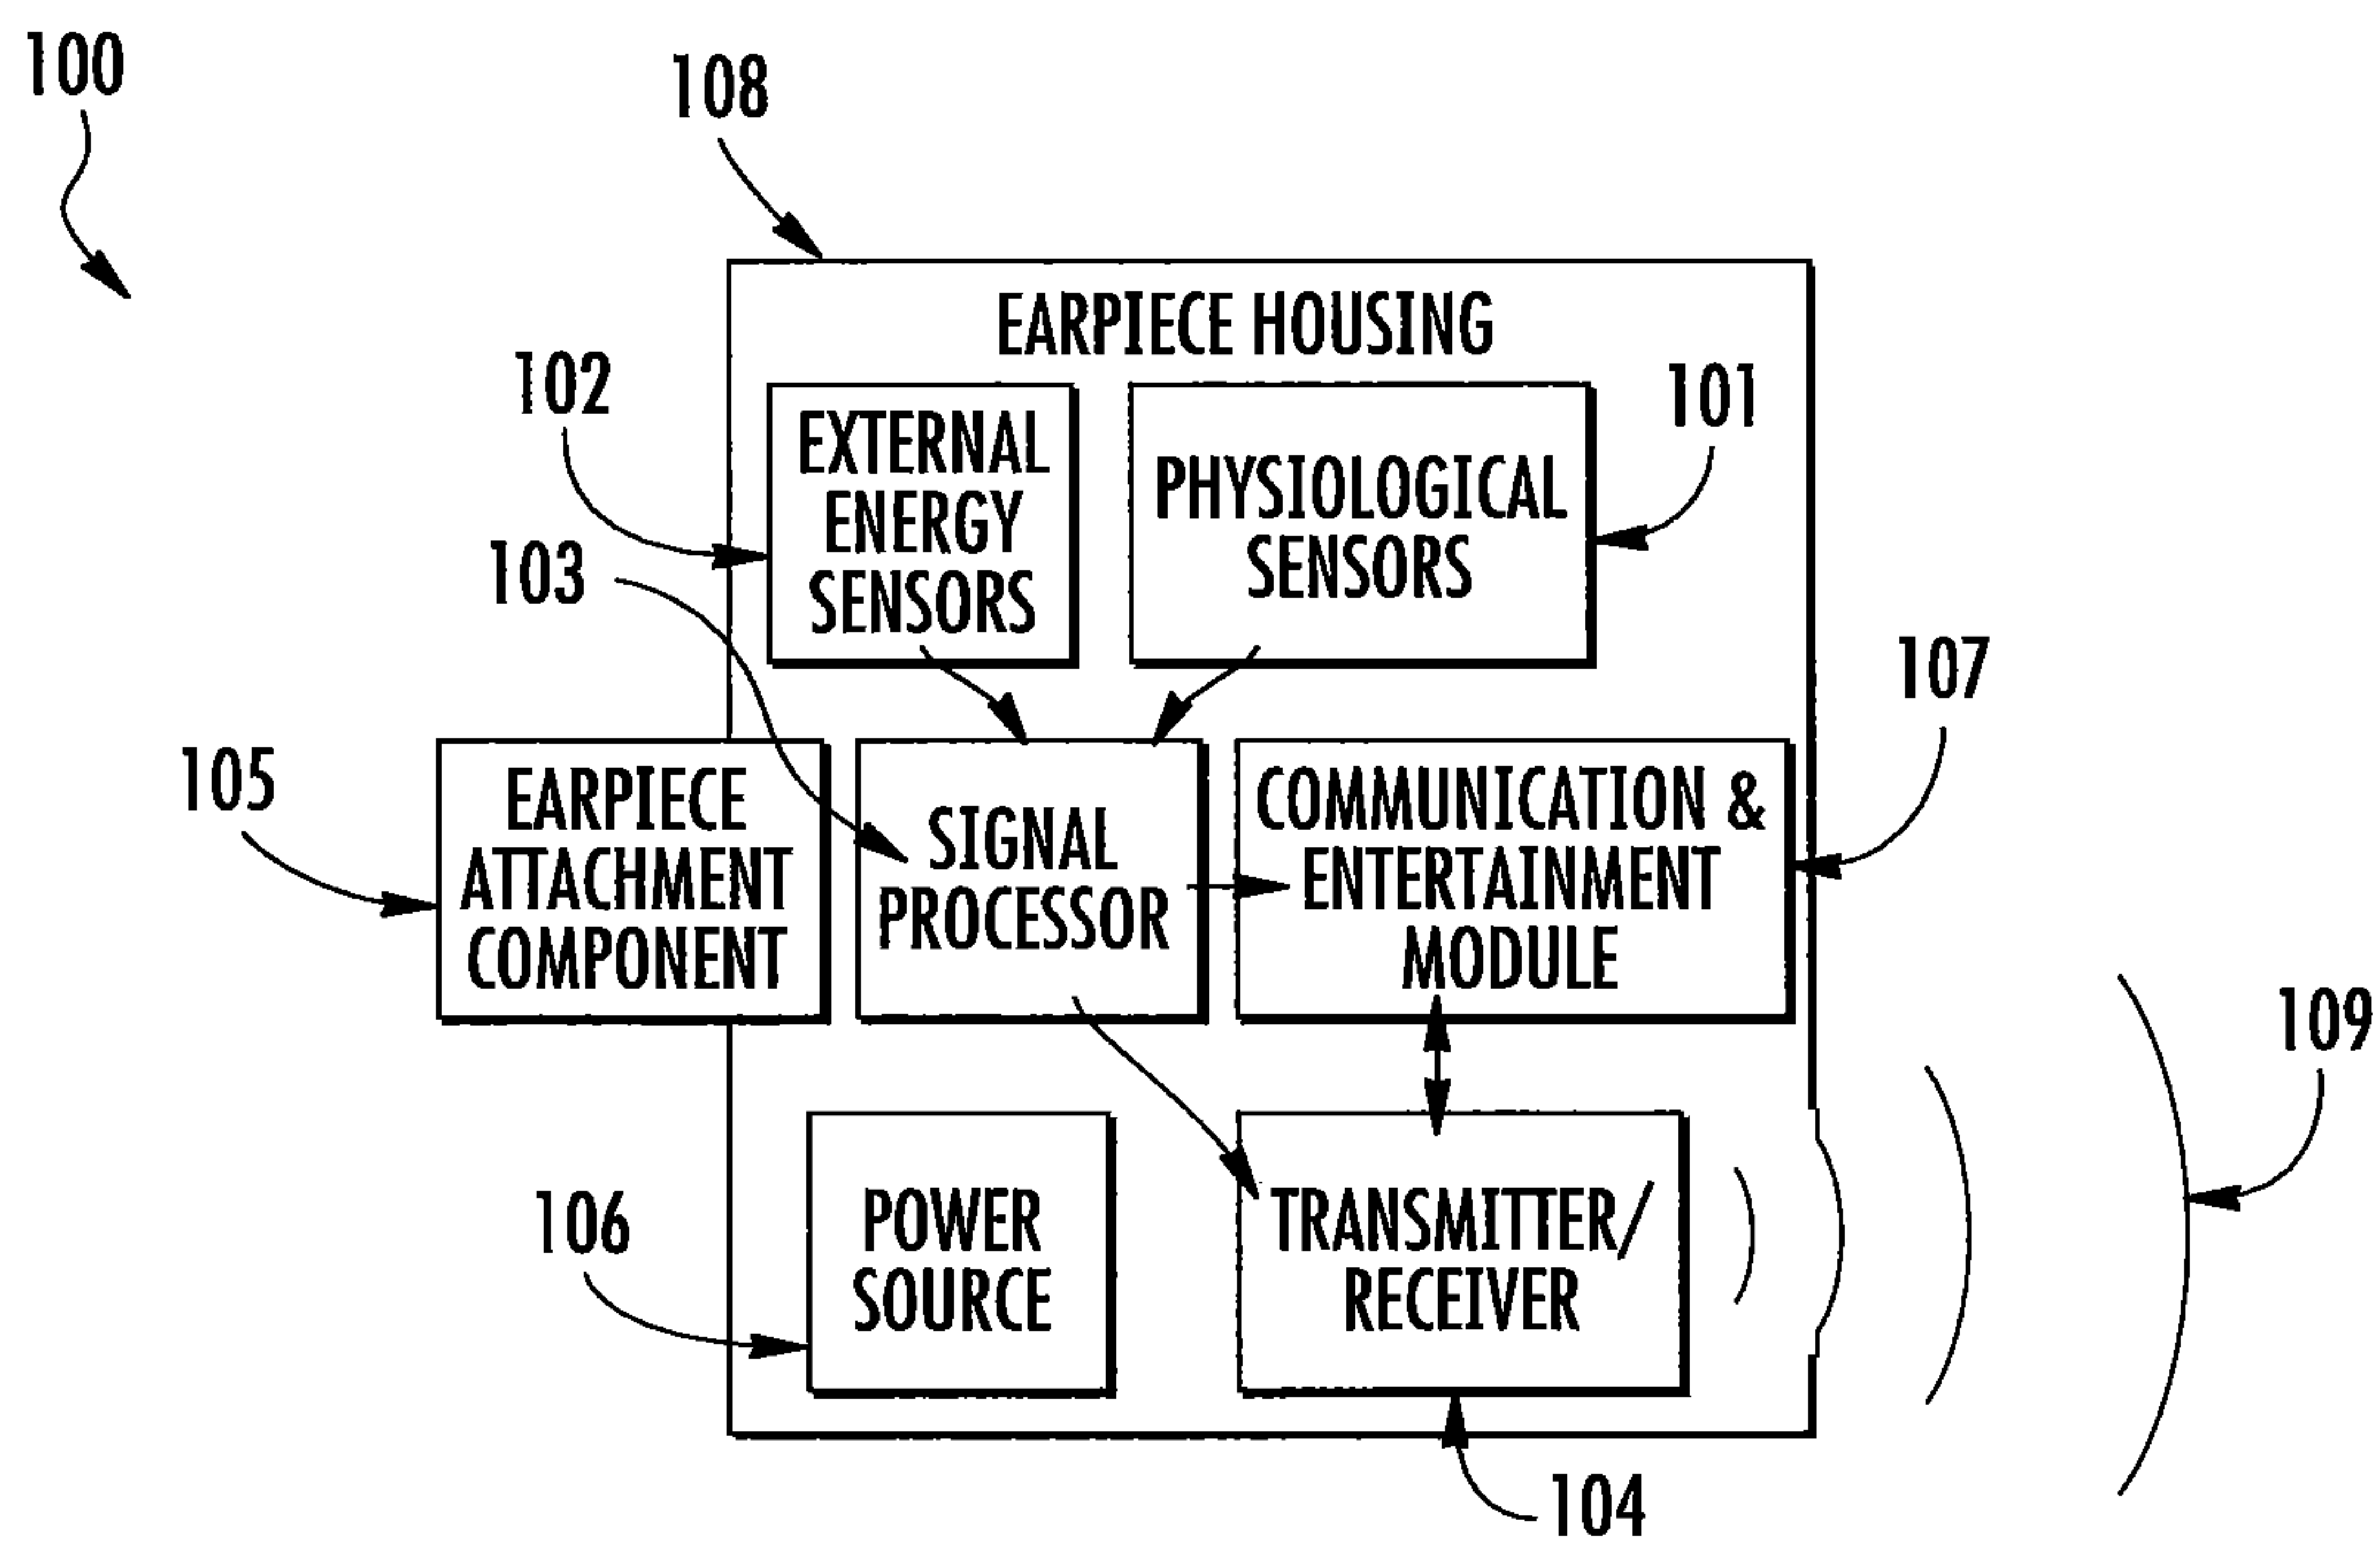 100
108
EARPIECE HOUSING
102
EXTERNAL
ENERGY
SENSORS
PHYSIOLOGICAL
SENSORS
101
103
107
105
EARPIECE
ATTACHMENT
COMPONENT
SIGNAL
PROCESSOR
COMMUNICATION &
ENTERTAINMENT
MODULE
109
106
POWER
SOURCE
TRANSMITTER/
RECEIVER
104